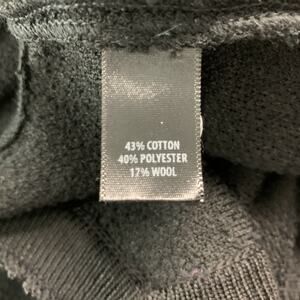 43% COTTON
40% POLYESTER
17% WOOL